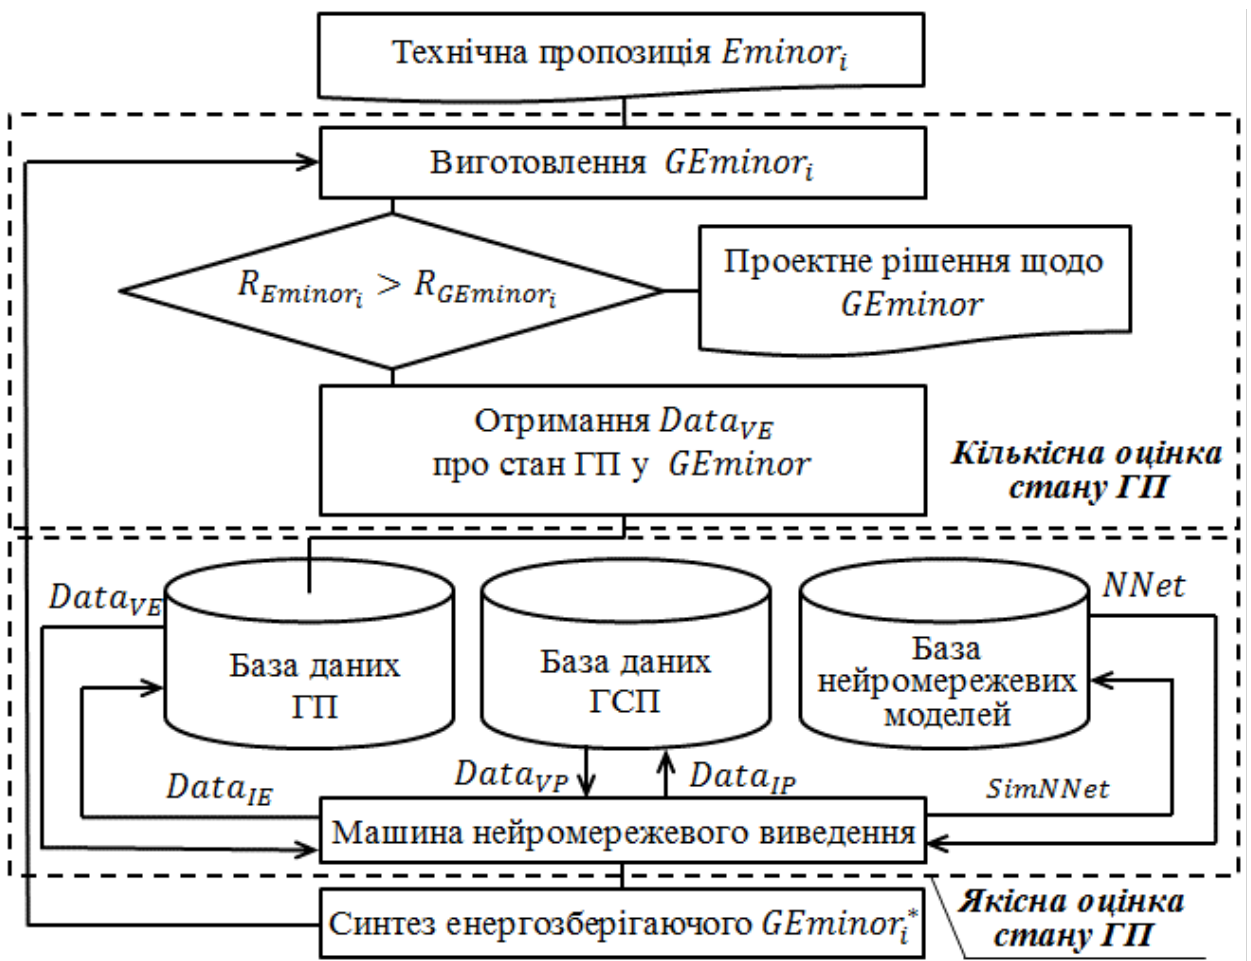 Технічна пропозиція Eminorᵢ
Виготовлення GEminorᵢ
R_Eminorᵢ > R_GEminorᵢ
Проектне рішення щодо
GEminor
Отримання Data_VE
про стан ГП у GEminor
Кількісна оцінка
стану ГП
Data_VE
База даних
ГП
База даних
ГСП
База
нейромережевих
моделей
NNet
Data_IE
Data_VP
Data_IP
SimNNet
Машина нейромережевого виведення
Синтез енергозберігаючого GEminorᵢ*
Якісна оцінка
стану ГП